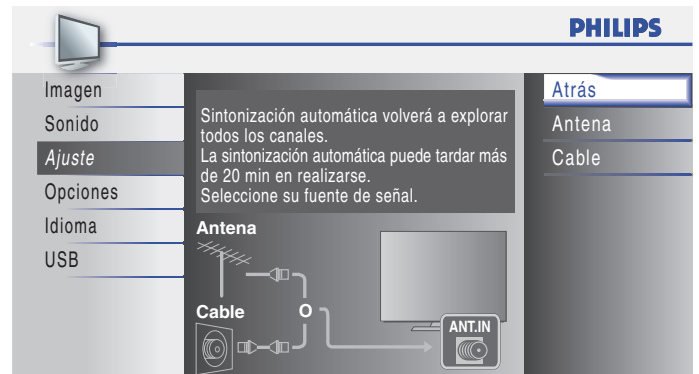 PHILIPS
Imagen
Sonido
Ajuste
Opciones
Idioma
USB
Sintonización automática volverá a explorar
todos los canales.
La sintonización automática puede tardar más
de 20 min en realizarse.
Seleccione su fuente de señal.
Antena
Cable
O
ANT.IN
Atrás
Antena
Cable